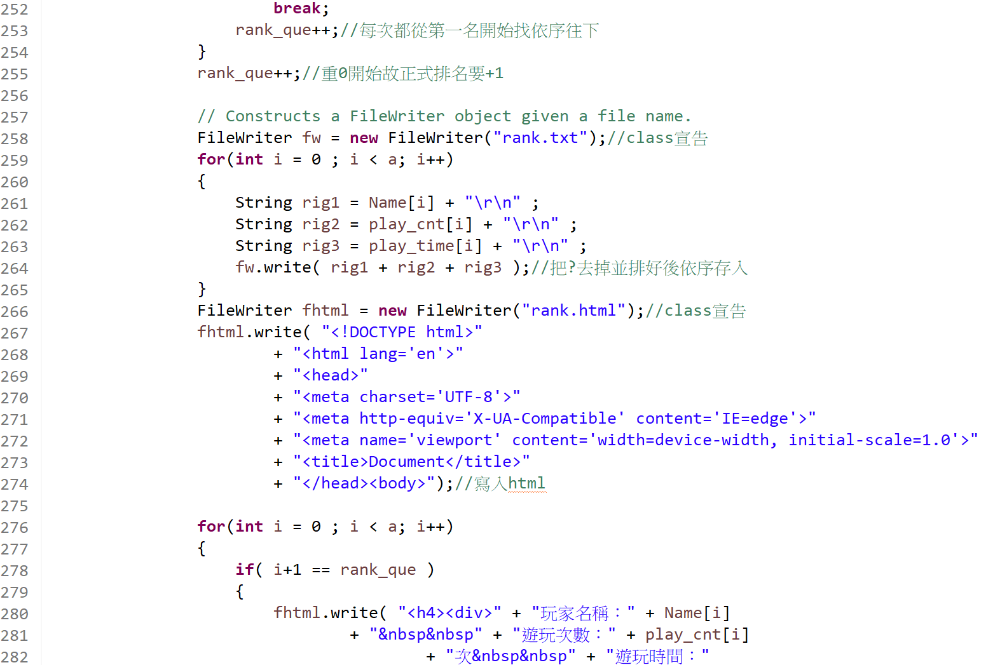 252 break;
253 rank_que++;//每次都從第一名開始找依序往下
254 }
255 rank_que++;//重0開始故正式排名要+1
256
257 // Constructs a FileWriter object given a file name.
258 FileWriter fw = new FileWriter("rank.txt");//class宣告
259 for(int i = 0 ; i < a; i++)
260 {
261 String rig1 = Name[i] + "\r\n" ;
262 String rig2 = play_cnt[i] + "\r\n" ;
263 String rig3 = play_time[i] + "\r\n" ;
264 fw.write( rig1 + rig2 + rig3 );//把?去掉並排好後依序存入
265 }
266 FileWriter fhtml = new FileWriter("rank.html");//class宣告
267 fhtml.write( "<!DOCTYPE html>"
268 + "<html lang='en'>"
269 + "<head>"
270 + "<meta charset='UTF-8'>"
271 + "<meta http-equiv='X-UA-Compatible' content='IE=edge'>"
272 + "<meta name='viewport' content='width=device-width, initial-scale=1.0'>"
273 + "<title>Document</title>"
274 + "</head><body>");//寫入html
275
276 for(int i = 0 ; i < a; i++)
277 {
278 if( i+1 == rank_que )
279 {
280 fhtml.write( "<h4><div>" + "玩家名稱：" + Name[i]
281 + "&nbsp&nbsp" + "遊玩次數：" + play_cnt[i]
282 + "次&nbsp&nbsp" + "遊玩時間："